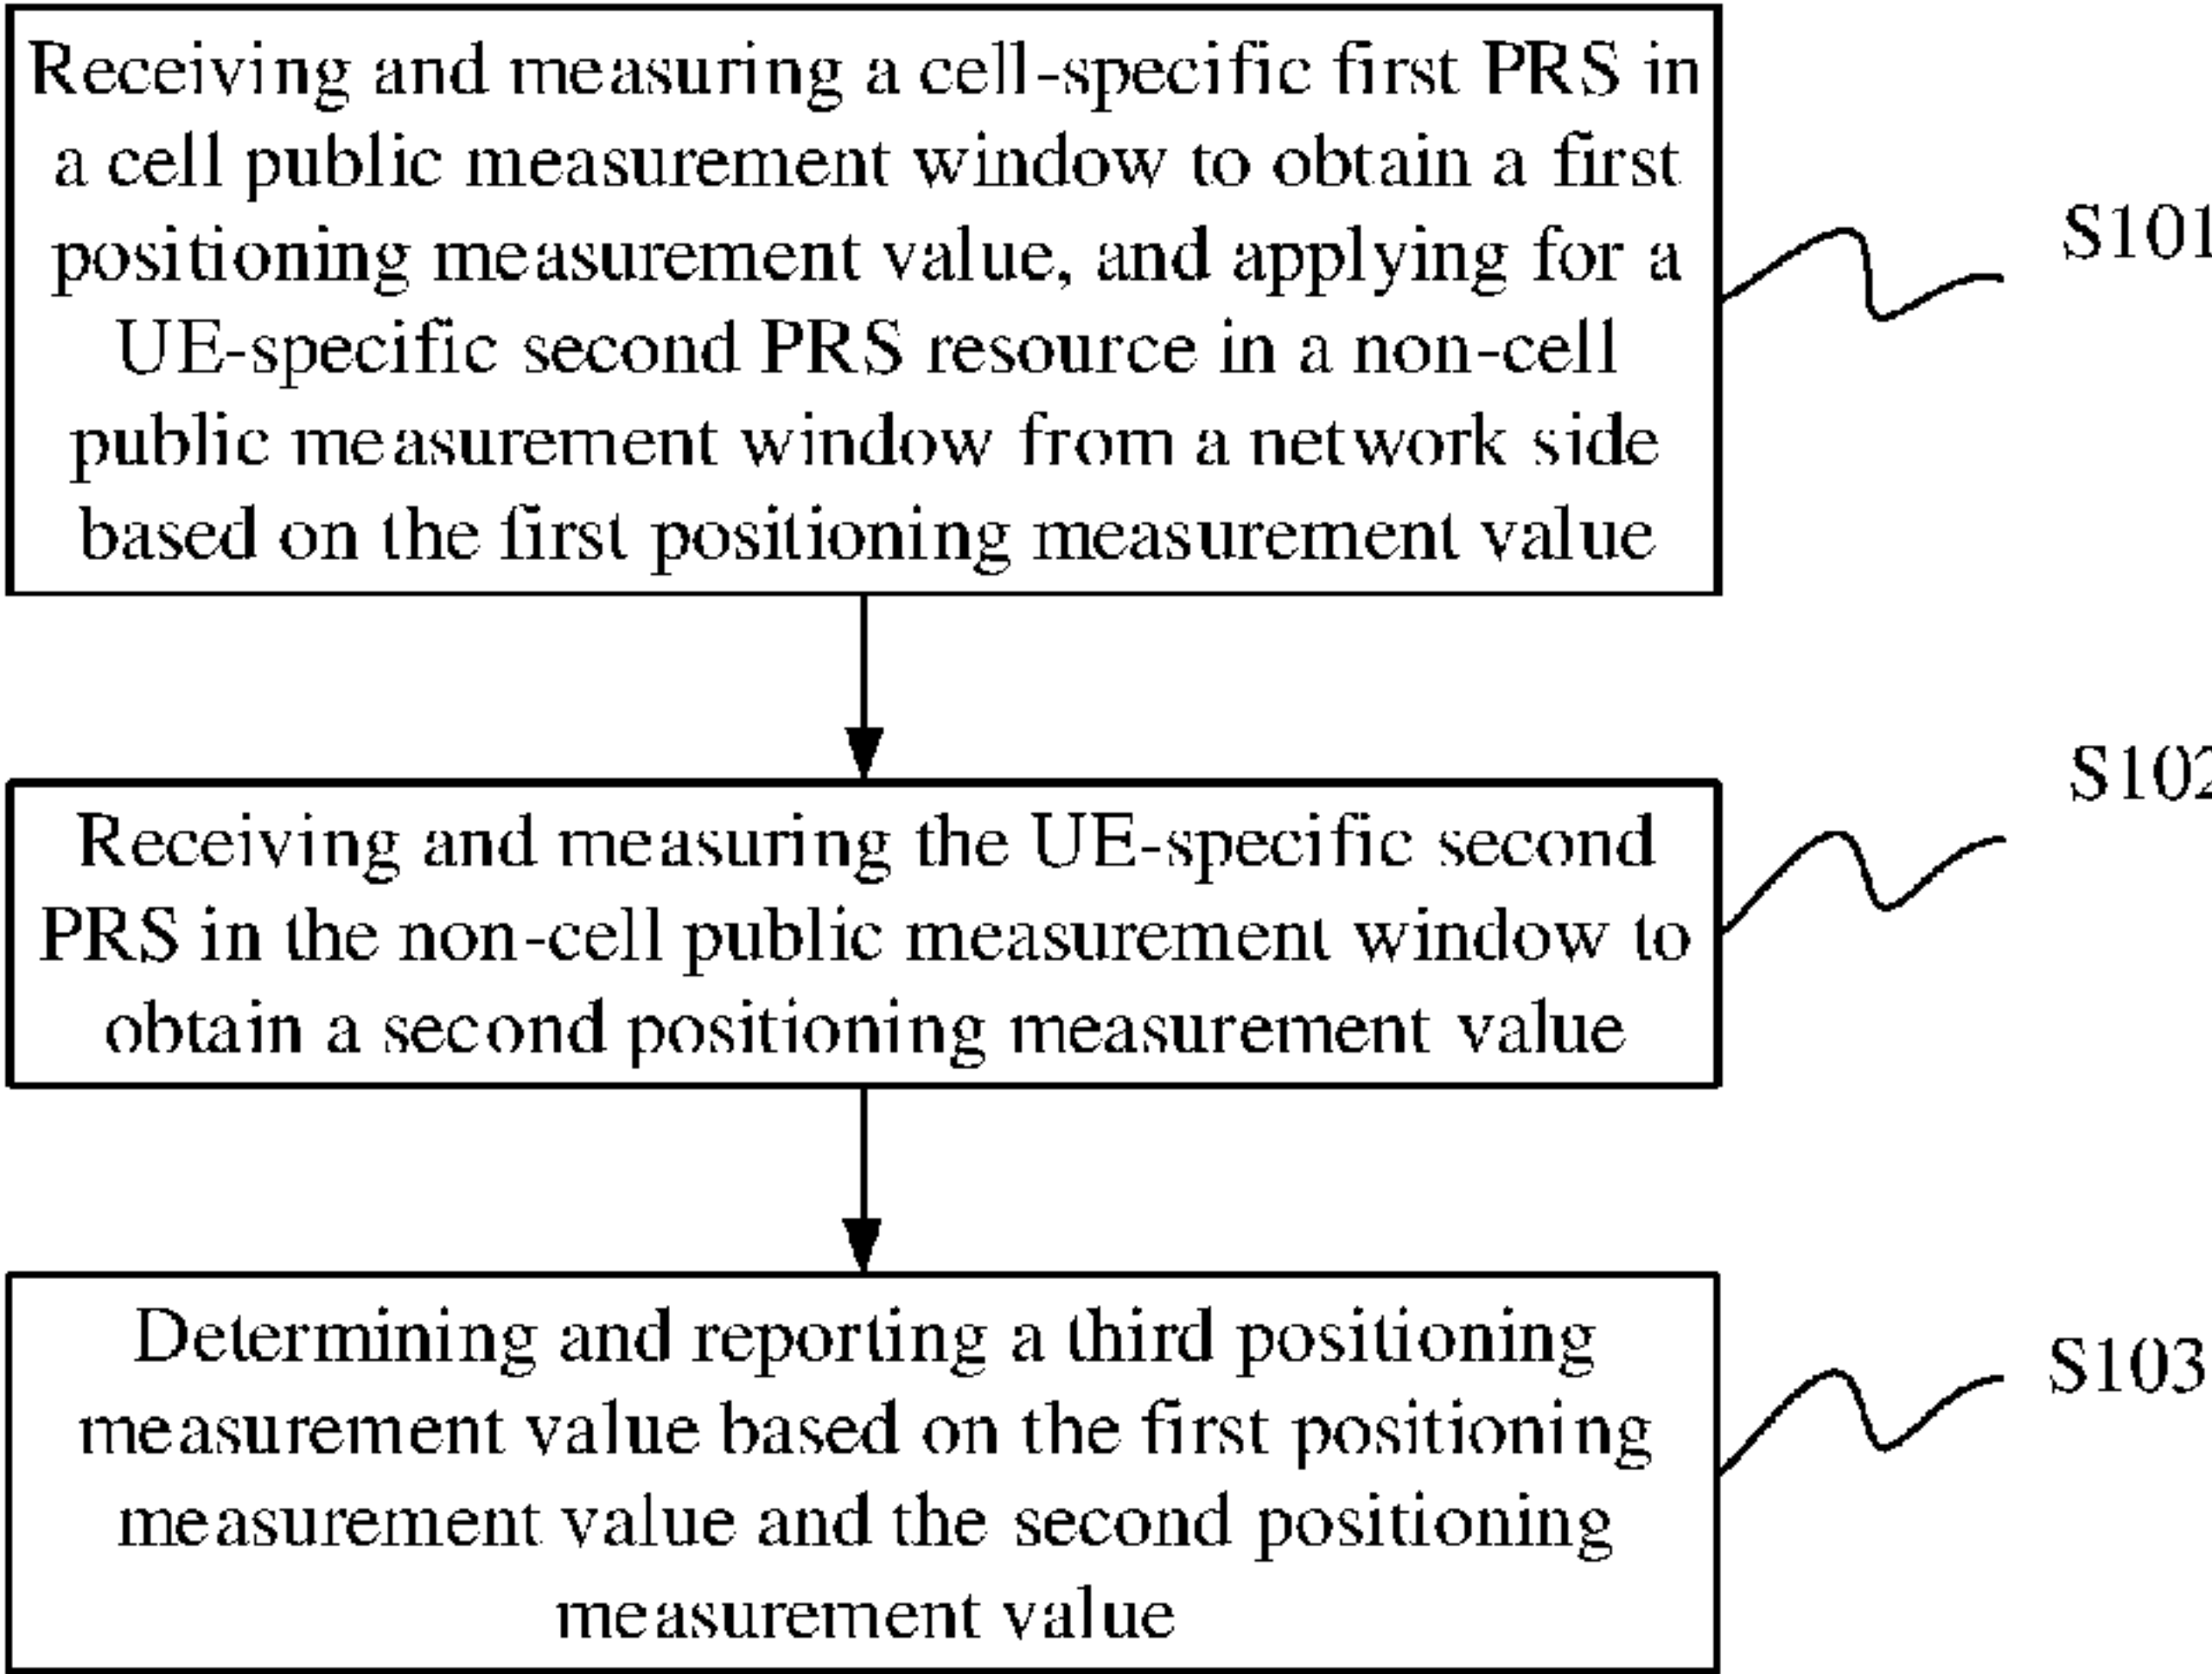 Receiving and measuring a cell-specific first PRS in
a cell public measurement window to obtain a first
positioning measurement value, and applying for a
UE-specific second PRS resource in a non-cell
public measurement window from a network side
based on the first positioning measurement value
S101
Receiving and measuring the UE-specific second
PRS in the non-cell public measurement window to
obtain a second positioning measurement value
S102
Determining and reporting a third positioning
measurement value based on the first positioning
measurement value and the second positioning
measurement value
S103